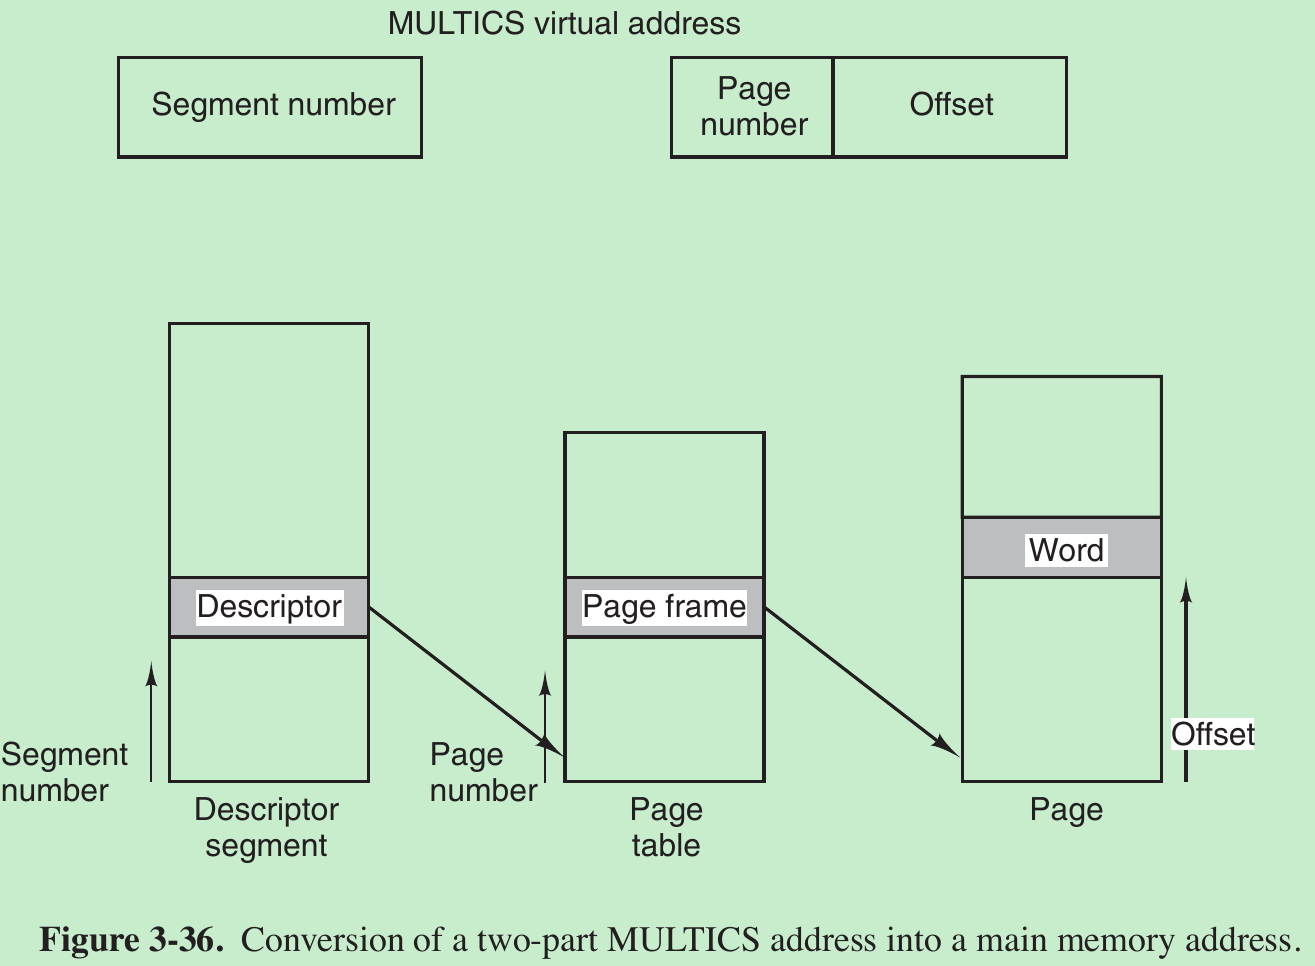 MULTICS virtual address
Segment number
Page
number
Offset
Descriptor
Page frame
Word
Segment
number
Page
number
Offset
Descriptor
segment
Page
table
Page
Figure 3-36. Conversion of a two-part MULTICS address into a main memory address.